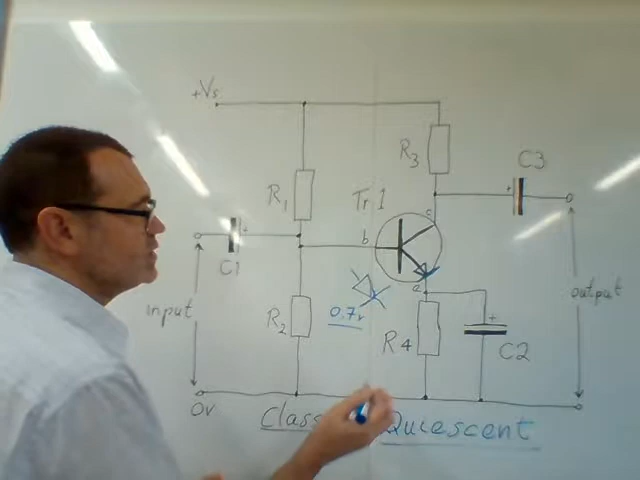 +Vs
R3
C3
R1
Tr 1
c
+
+
b
C1
e
input
0.7v
output
R2
R4
+
C2
0v
Class
Quiescent